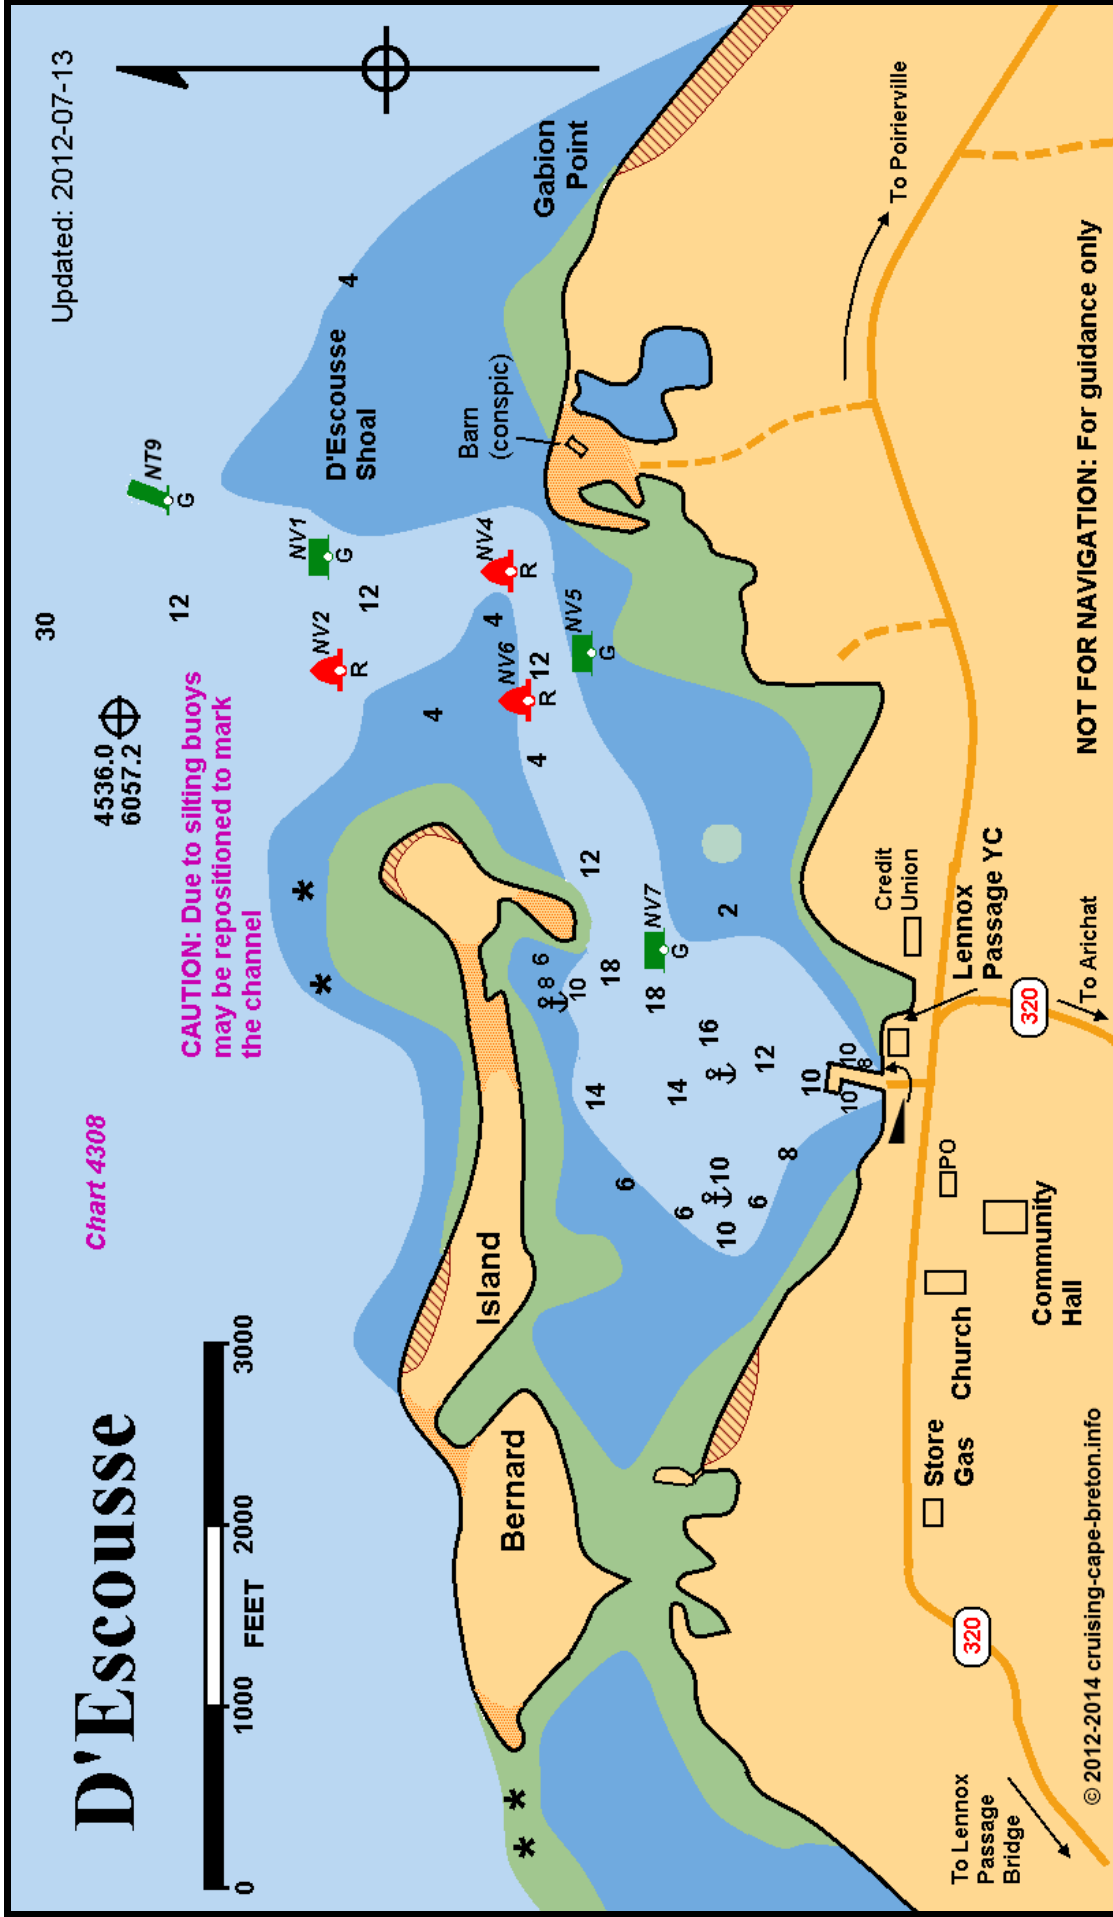 D'Escousse
0
1000
2000
3000
FEET
Chart 4308
4536.0
6057.2
CAUTION: Due to silting buoys
may be repositioned to mark
the channel
Updated: 2012-07-13
30
12
NT9
G
NV1
G
NV2
R
12
D'Escousse
Shoal
4
4
NV4
R
4
NV6
R
12
4
NV5
G
Barn
(conspic)
Gabion
Point
Bernard
Island
12
6
8
10
18
18
NV7
G
2
14
14
16
12
6
6
10
10
6
8
10
10
10
8
Credit
Union
Lennox
Passage YC
PO
Church
Community
Hall
Store
Gas
320
320
To Arichat
To Poirierville
To Lennox
Passage
Bridge
© 2012-2014 cruising-cape-breton.info
NOT FOR NAVIGATION: For guidance only